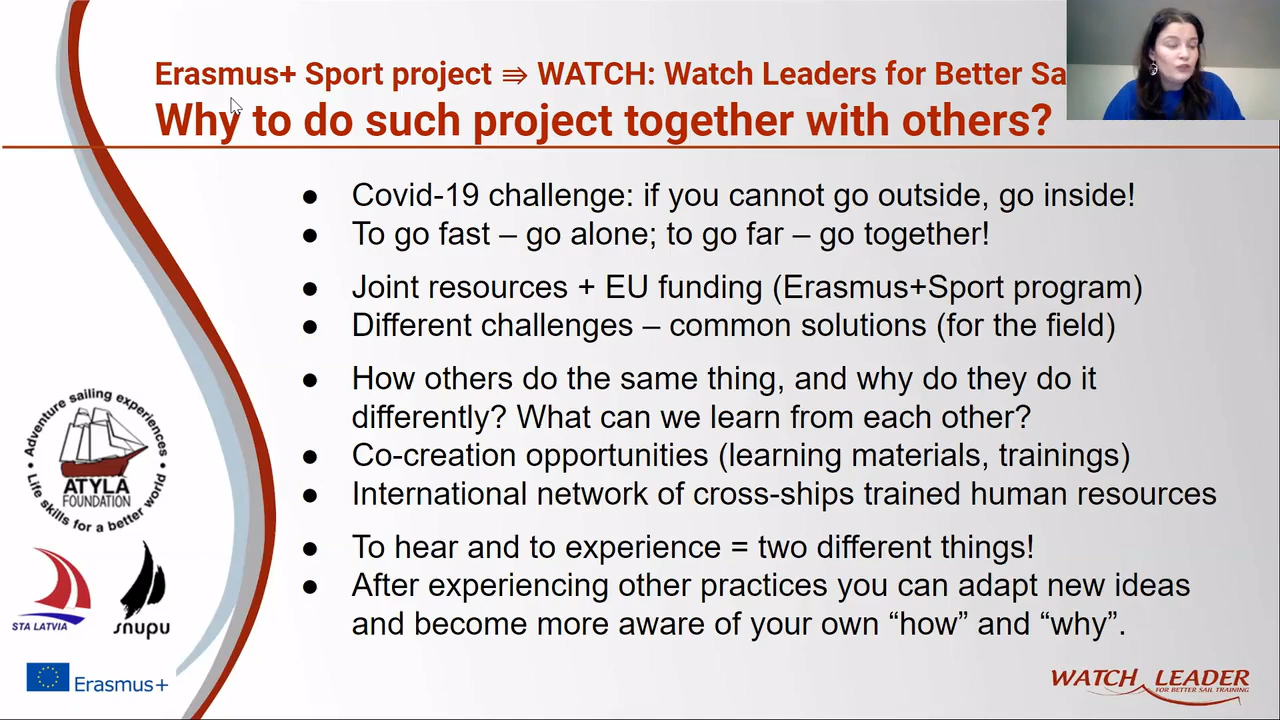 Erasmus+ Sport project ⇛ WATCH: Watch Leaders for Better Sa
Why to do such project together with others?
● Covid-19 challenge: if you cannot go outside, go inside!
● To go fast – go alone; to go far – go together!
● Joint resources + EU funding (Erasmus+Sport program)
● Different challenges – common solutions (for the field)
● How others do the same thing, and why do they do it
differently? What can we learn from each other?
● Co-creation opportunities (learning materials, trainings)
● International network of cross-ships trained human resources
● To hear and to experience = two different things!
● After experiencing other practices you can adapt new ideas
and become more aware of your own “how” and “why”.
Adventure sailing experiences
ATYLA
FOUNDATION
Life skills for a better world
STA LATVIA
snupu
Erasmus+
WATCH LEADER
FOR BETTER SAIL TRAINING